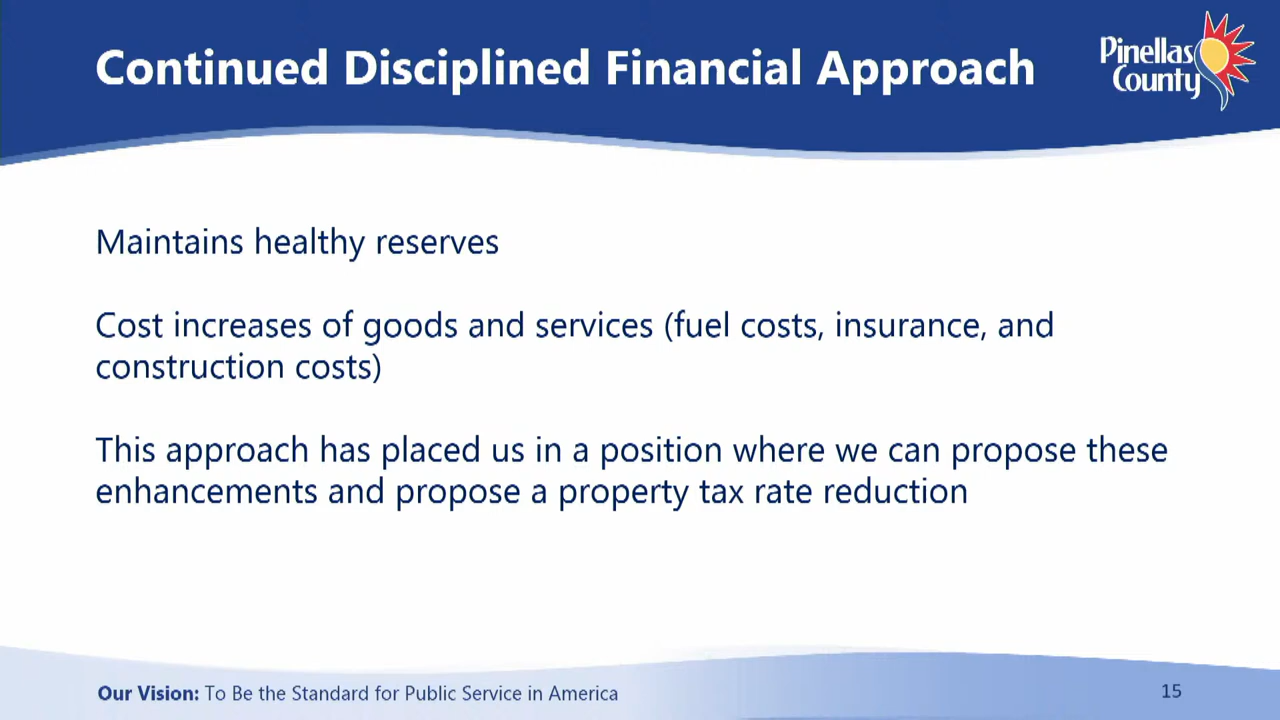 Continued Disciplined Financial Approach
Pinellas
County
Maintains healthy reserves
Cost increases of goods and services (fuel costs, insurance, and
construction costs)
This approach has placed us in a position where we can propose these
enhancements and propose a property tax rate reduction
Our Vision: To Be the Standard for Public Service in America
15